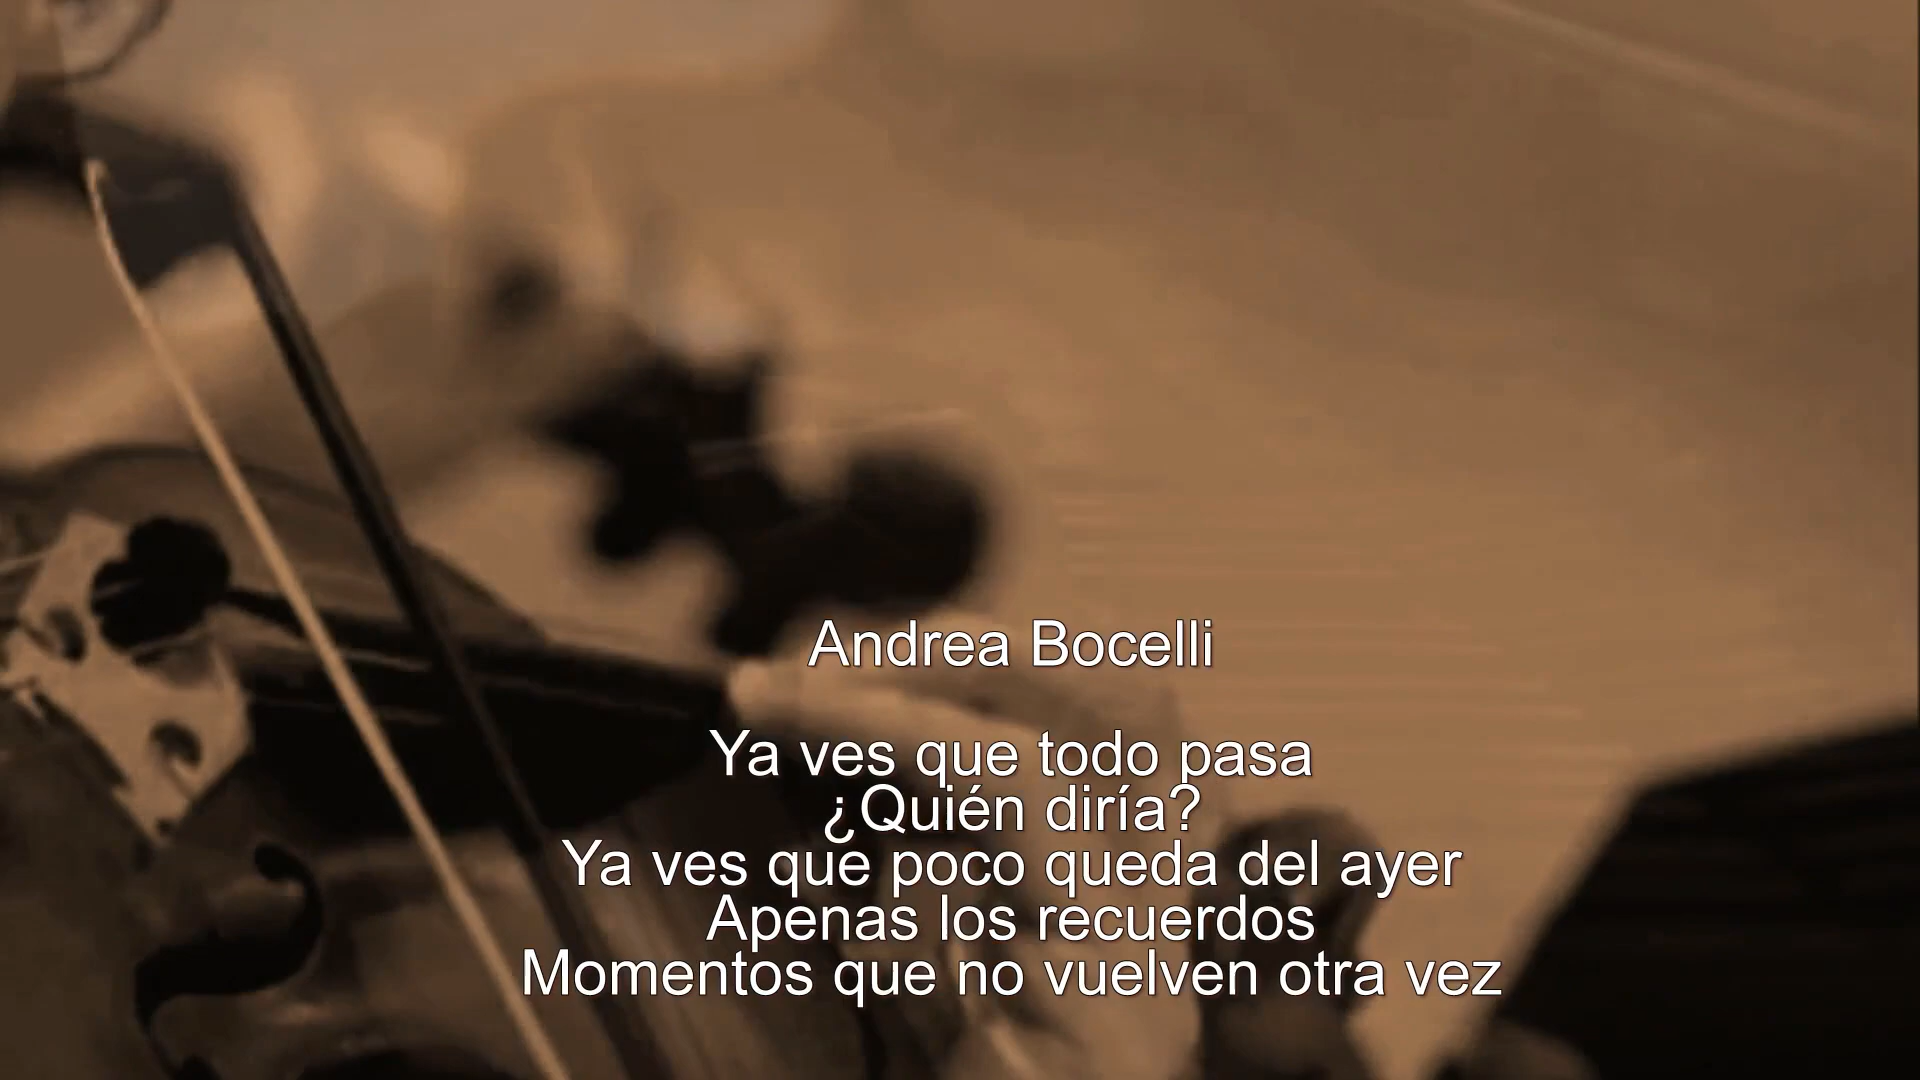 Andrea Bocelli
Ya ves que todo pasa
¿Quién diría?
Ya ves que poco queda del ayer
Apenas los recuerdos
Momentos que no vuelven otra vez